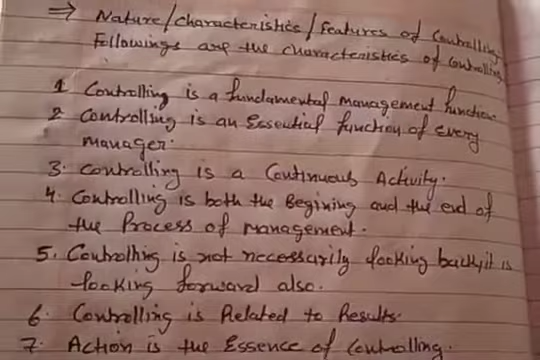 ⇒ Nature/Characteristics/Features of Controlling
Followings are the characteristics of controlling
1 Controlling is a fundamental management function.
2 Controlling is an Essential function of every
manager.
3. Controlling is a Continuous Activity.
4. Controlling is both the Begining and the end of
the Process of management.
5. Controlling is not necessarily looking back, it is
looking forward also.
6. Controlling is Related to Results.
7. Action is the Essence of Controlling.